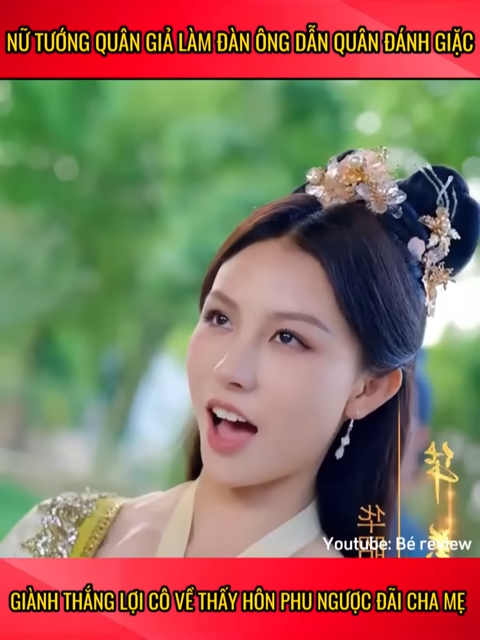 NỮ TƯỚNG QUÂN GIẢ LÀM ĐÀN ÔNG DẪN QUÂN ĐÁNH GIẶC
Youtube: Bé review
GIÀNH THẮNG LỢI CÔ VỀ THẤY HÔN PHU NGƯỢC ĐÃI CHA MẸ